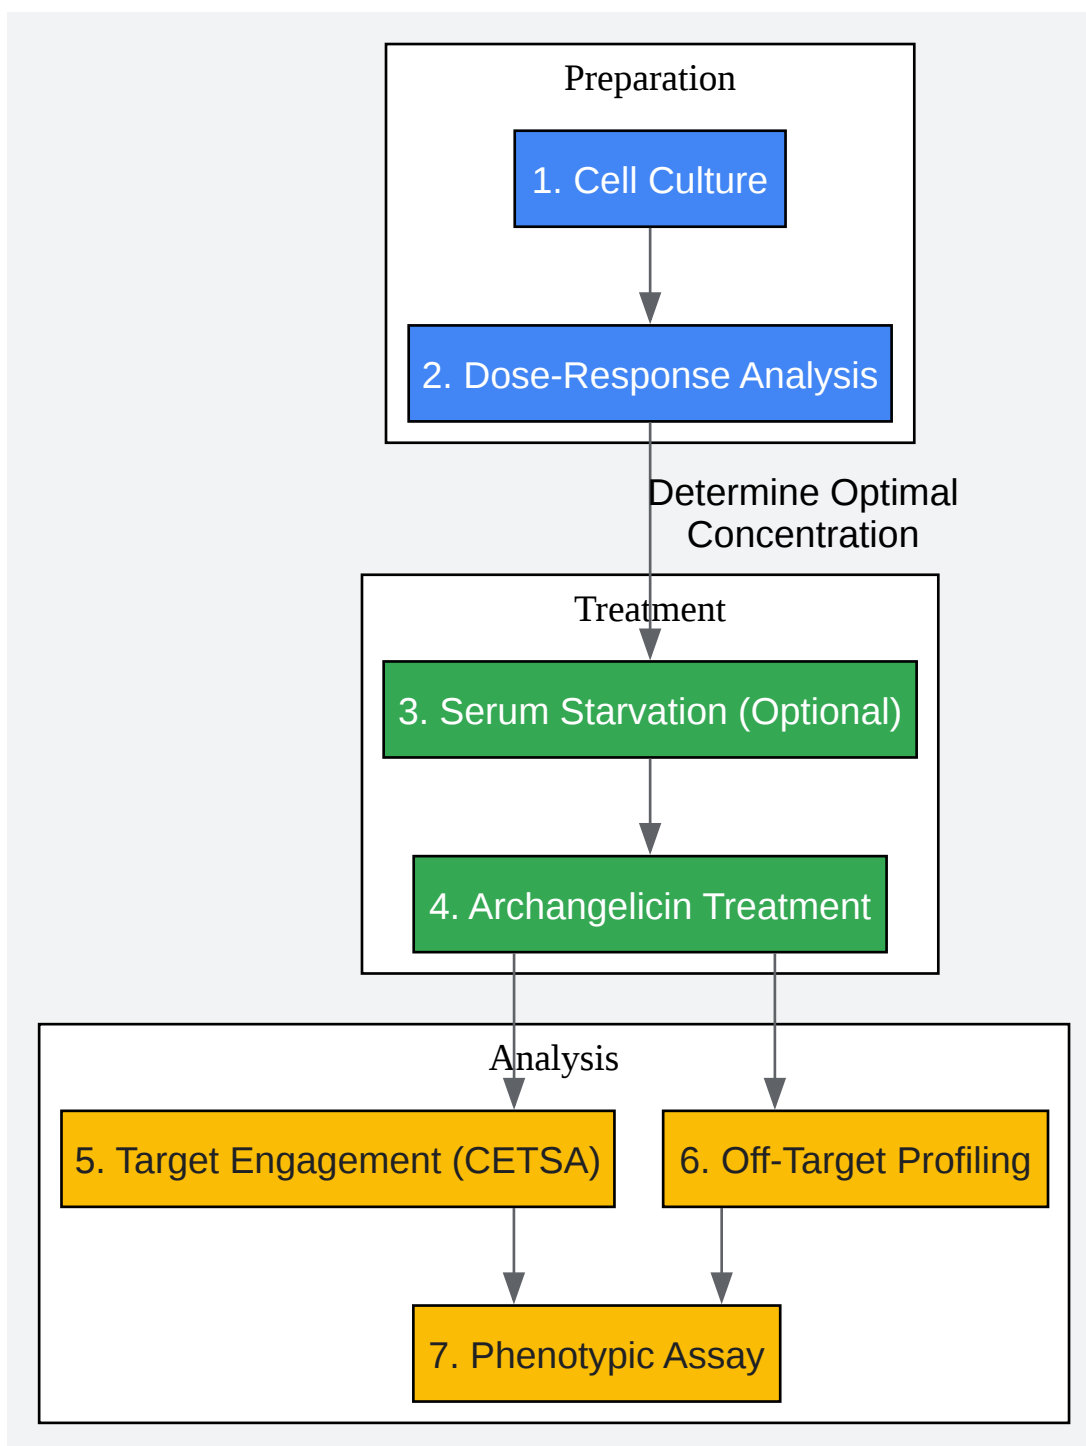 Preparation
1. Cell Culture
2. Dose-Response Analysis
Determine Optimal
Concentration
Treatment
3. Serum Starvation (Optional)
4. Archangelicin Treatment
Analysis
5. Target Engagement (CETSA)
6. Off-Target Profiling
7. Phenotypic Assay